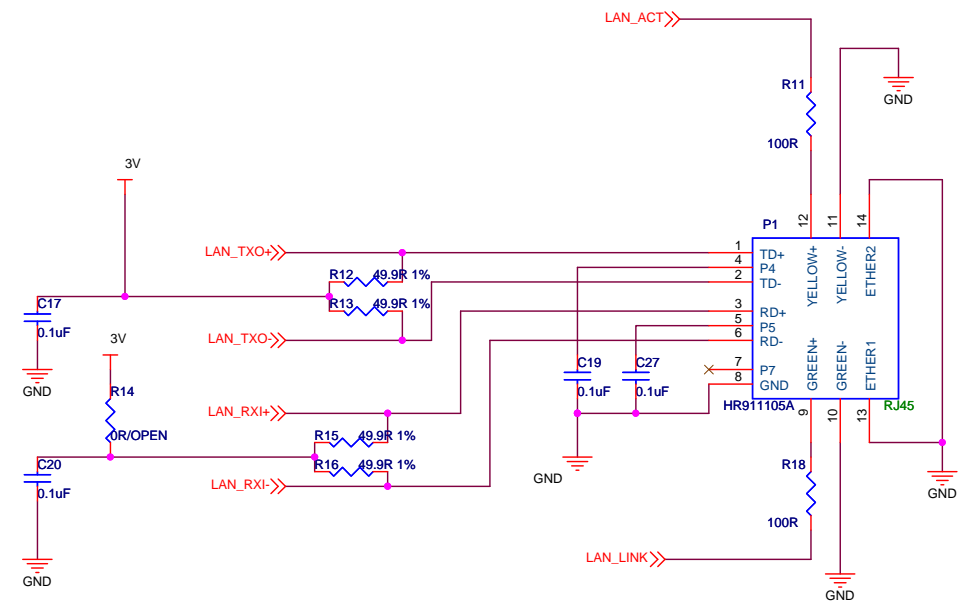 LAN_ACT
R11
100R
GND
3V
P1
12
11
14
LAN_TXO+
1
4
2
TD+
P4
TD-
YELLOW+
YELLOW-
ETHER2
R12 49.9R 1%
C17
0.1uF
R13 49.9R 1%
3
5
6
RD+
P5
RD-
LAN_TXO-
3V
GREEN+
GREEN-
ETHER1
C19
0.1uF
C27
0.1uF
7
8
P7
GND
GND
R14
0R/OPEN
HR911105A
RJ45
9
10
13
LAN_RXI+
R15 49.9R 1%
C20
0.1uF
R16 49.9R 1%
LAN_RXI-
GND
R18
100R
GND
LAN_LINK
GND
GND